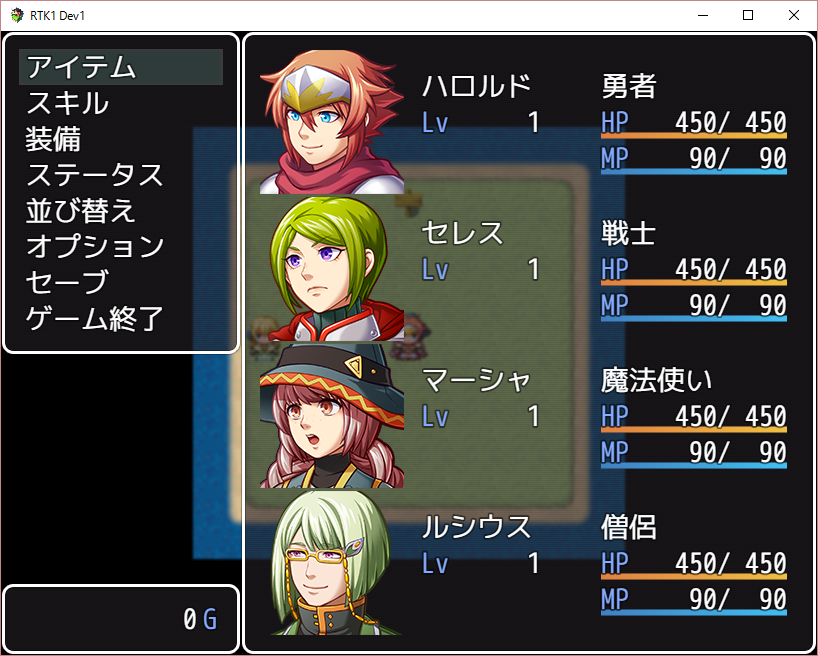 RTK1 Dev1
アイテム
スキル
装備
ステータス
並び替え
オプション
セーブ
ゲーム終了
ハロルド 勇者
Lv 1 HP 450/ 450
MP 90/ 90
セレス 戦士
Lv 1 HP 450/ 450
MP 90/ 90
マーシャ 魔法使い
Lv 1 HP 450/ 450
MP 90/ 90
ルシウス 僧侶
Lv 1 HP 450/ 450
MP 90/ 90
0 G